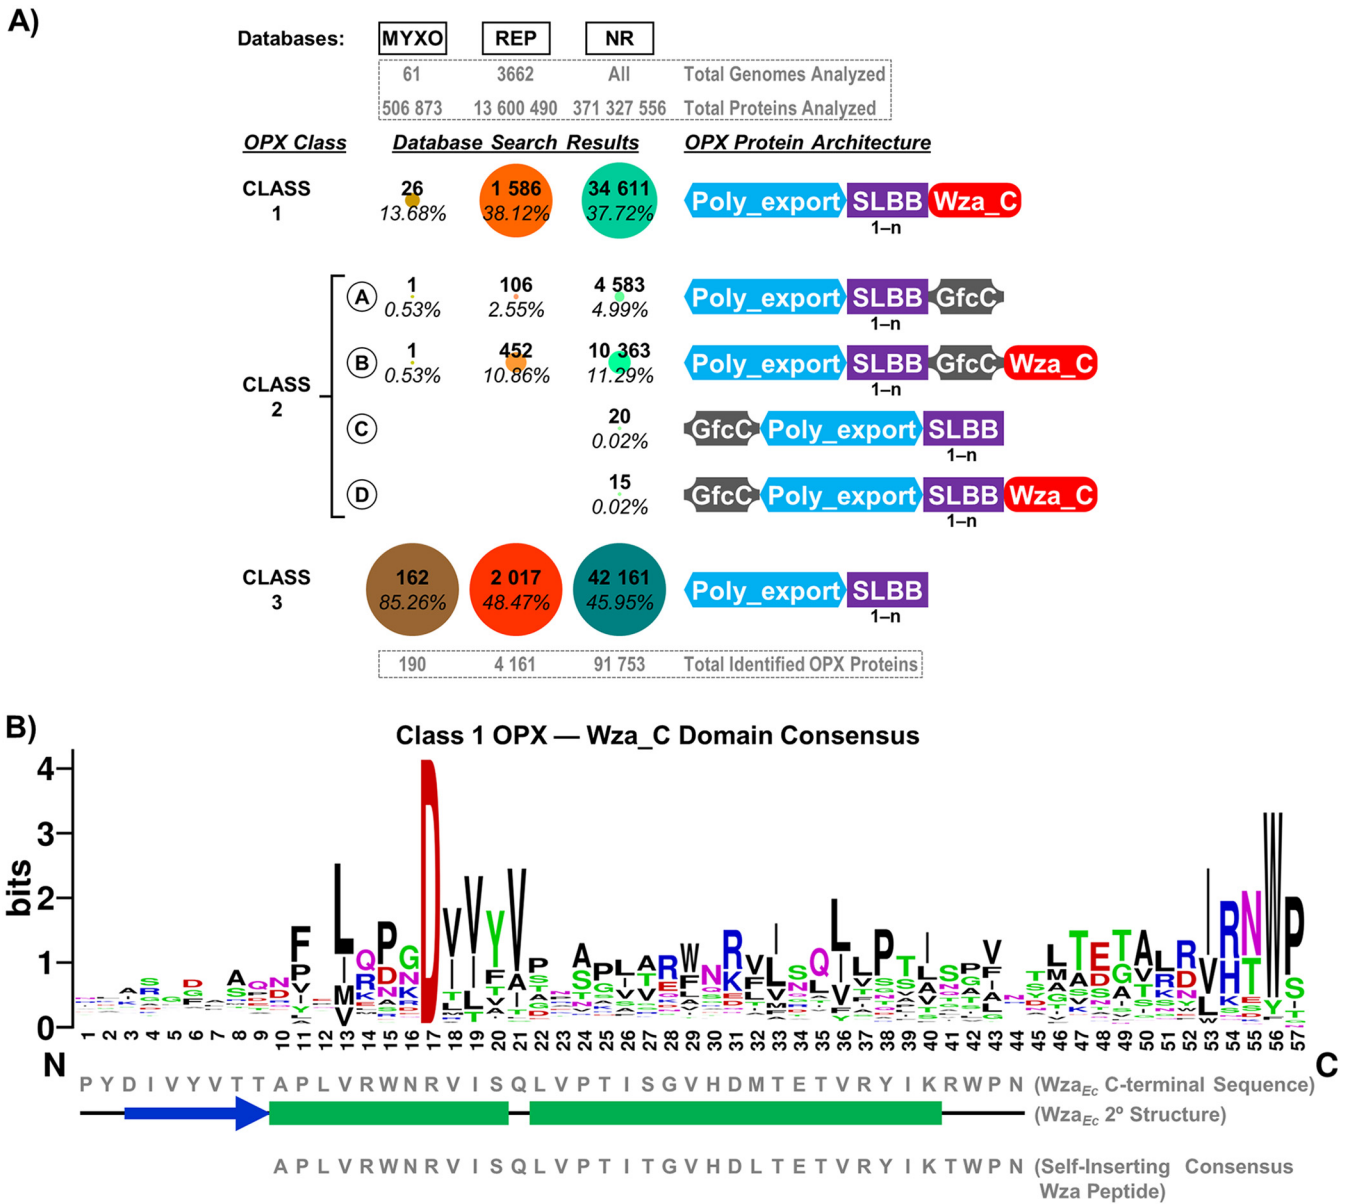 A)
Databases: MYXO REP NR
61 3662 All Total Genomes Analyzed
506 873 13 600 490 371 327 556 Total Proteins Analyzed
OPX Class Database Search Results OPX Protein Architecture
CLASS 1
26 1 586 34 611
13.68% 38.12% 37.72%
Poly_export SLBB Wza_C
1–n
CLASS 2
A
1 106 4 583
0.53% 2.55% 4.99%
Poly_export SLBB GfcC
1–n
B
1 452 10 363
0.53% 10.86% 11.29%
Poly_export SLBB GfcC Wza_C
1–n
C
20
0.02%
GfcC Poly_export SLBB
1–n
D
15
0.02%
GfcC Poly_export SLBB Wza_C
1–n
CLASS 3
162 2 017 42 161
85.26% 48.47% 45.95%
Poly_export SLBB
1–n
190 4 161 91 753 Total Identified OPX Proteins
B)
Class 1 OPX — Wza_C Domain Consensus
bits
4
3
2
1
0
1 2 3 4 5 6 7 8 9 10 11 12 13 14 15 16 17 18 19 20 21 22 23 24 25 26 27 28 29 30 31 32 33 34 35 36 37 38 39 40 41 42 43 44 45 46 47 48 49 50 51 52 53 54 55 56 57
N C
P Y D I V Y V T T A P L V R W N R V I S Q L V P T I S G V H D M T E T V R Y I K R W P N (WzaEc C-terminal Sequence)
(WzaEc 2º Structure)
A P L V R W N R V I S Q L V P T I T G V H D L T E T V R Y I K T W P N (Self-Inserting Consensus
Wza Peptide)